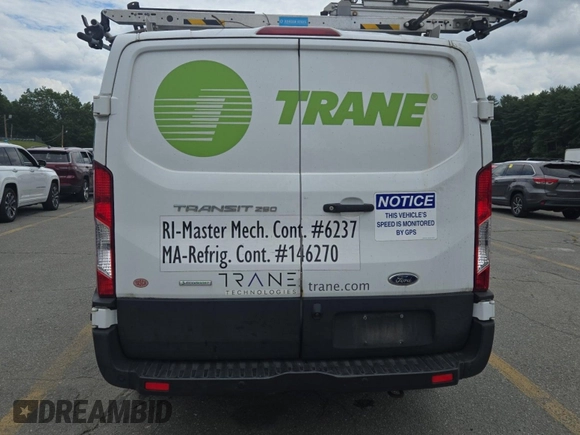 TRANE®
TRANSIT 250
NOTICE
THIS VEHICLE'S
SPEED IS MONITORED
BY GPS
RI-Master Mech. Cont. #6237
MA-Refrig. Cont. #146270
TRANE
TECHNOLOGIES
trane.com
Ford
DREAMBID